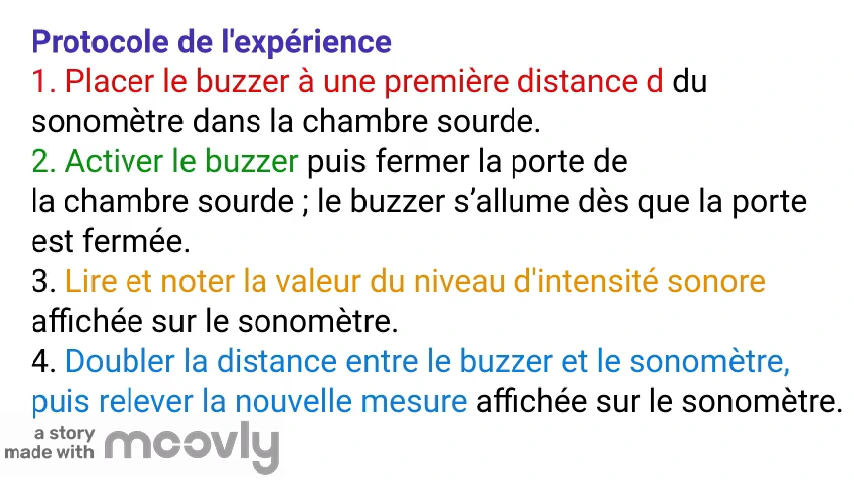 Protocole de l'expérience
1. Placer le buzzer à une première distance d du
sonomètre dans la chambre sourde.
2. Activer le buzzer puis fermer la porte de
la chambre sourde ; le buzzer s’allume dès que la porte
est fermée.
3. Lire et noter la valeur du niveau d'intensité sonore
affichée sur le sonomètre.
4. Doubler la distance entre le buzzer et le sonomètre,
puis relever la nouvelle mesure affichée sur le sonomètre.
a story
made with moovly